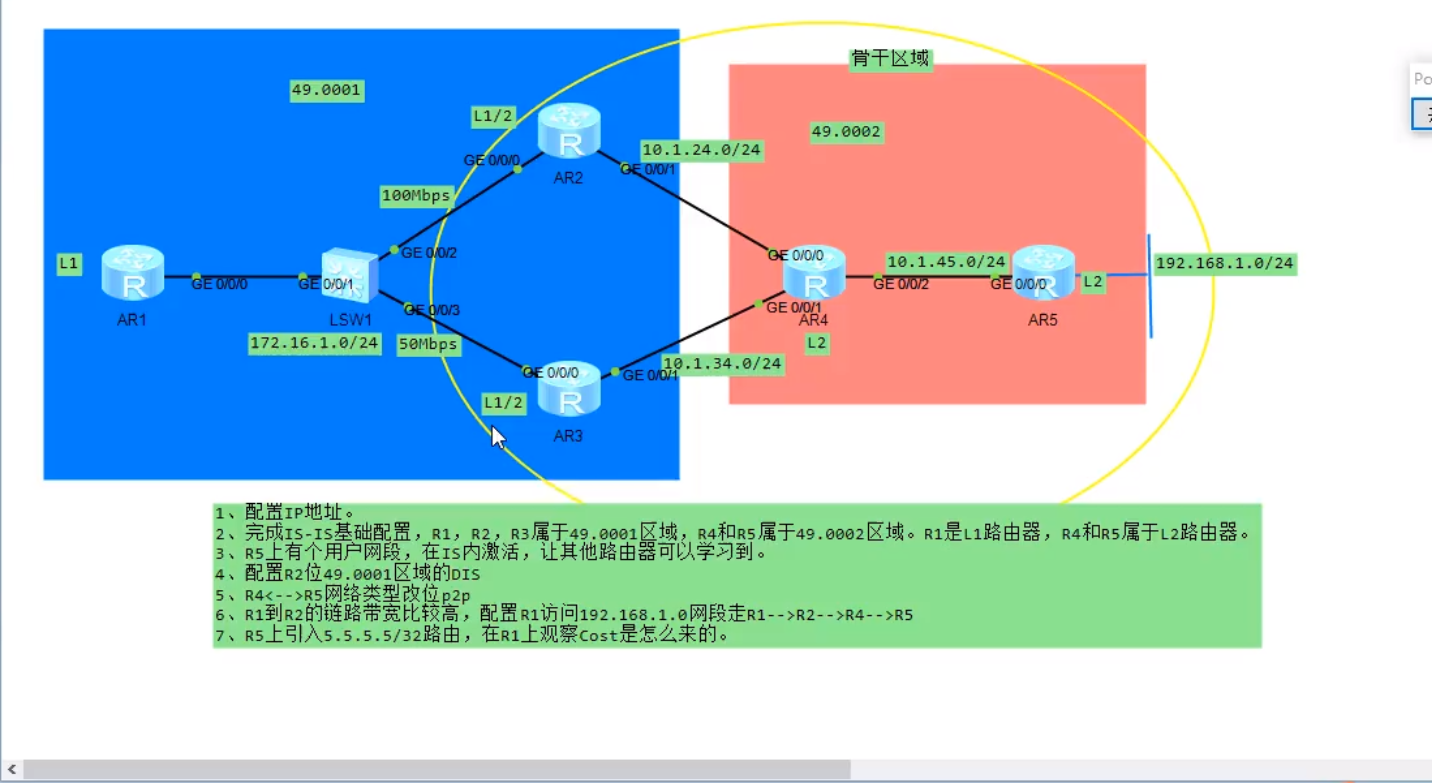 骨干区域
49.0001
L1/2
49.0002
10.1.24.0/24
GE 0/0/0
GE 0/0/1
AR2
100Mbps
GE 0/0/2
L1
GE 0/0/0
GE 0/0/1
AR1
LSW1
GE 0/0/3
172.16.1.0/24
50Mbps
GE 0/0/0
10.1.45.0/24
192.168.1.0/24
GE 0/0/2
GE 0/0/0
L2
GE 0/0/1
AR4
AR5
L2
10.1.34.0/24
GE 0/0/0
GE 0/0/1
L1/2
AR3
Po
1、配置IP地址。
2、完成IS-IS基础配置，R1，R2，R3属于49.0001区域，R4和R5属于49.0002区域。R1是L1路由器，R4和R5属于L2路由器。
3、R5上有个用户网段，在IS内激活，让其他路由器可以学习到。
4、配置R2位49.0001区域的DIS
5、R4<-->R5网络类型改位p2p
6、R1到R2的链路带宽比较高，配置R1访问192.168.1.0网段走R1-->R2-->R4-->R5
7、R5上引入5.5.5.5/32路由，在R1上观察Cost是怎么来的。